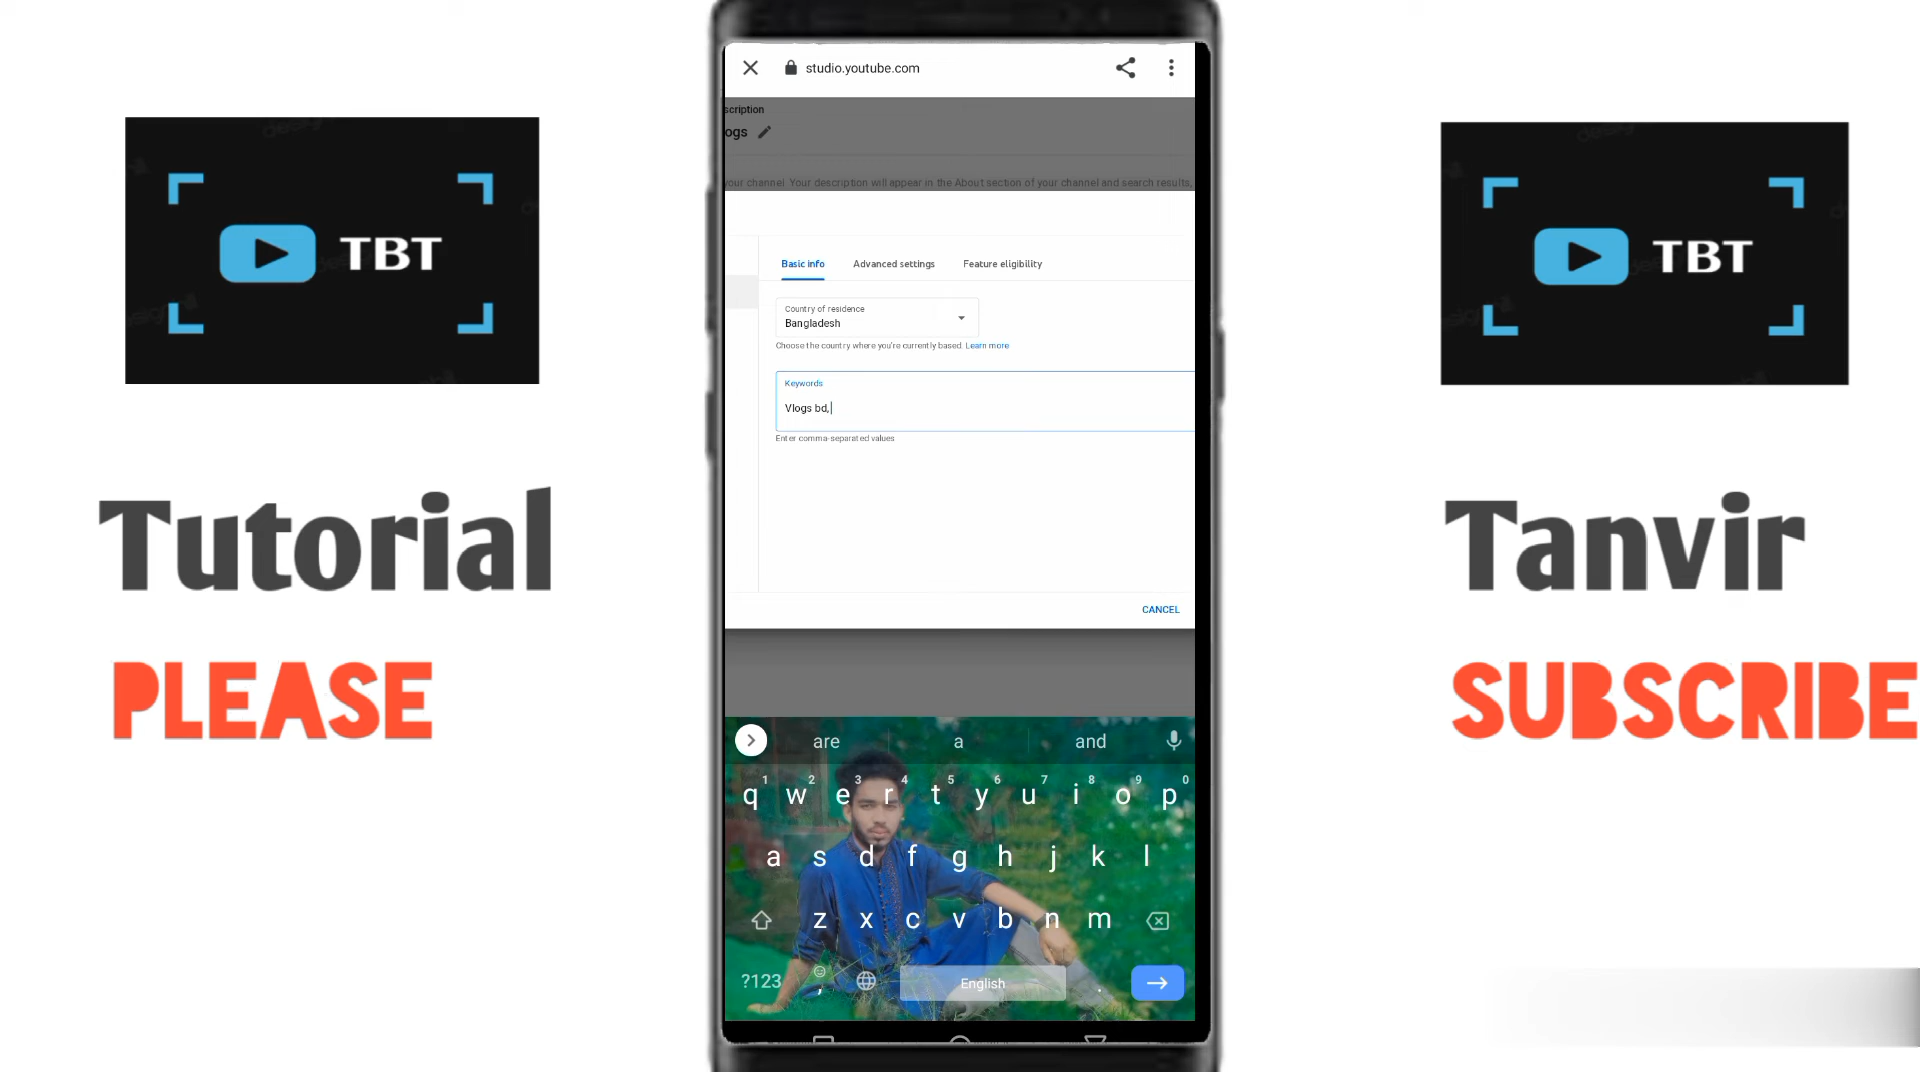 studio.youtube.com
scription
ogs
your channel. Your description will appear in the About section of your channel and search results,
TBT
TBT
Basic info
Advanced settings
Feature eligibility
Country of residence
Bangladesh
Choose the country where you're currently based. Learn more
Keywords
Vlogs bd,
Enter comma-separated values
CANCEL
Tutorial
Tanvir
PLEASE
SUBSCRIBE
are
a
and
1 2 3 4 5 6 7 8 9 0
q w e r t y u i o p
a s d f g h j k l
z x c v b n m
?123
,
English
.